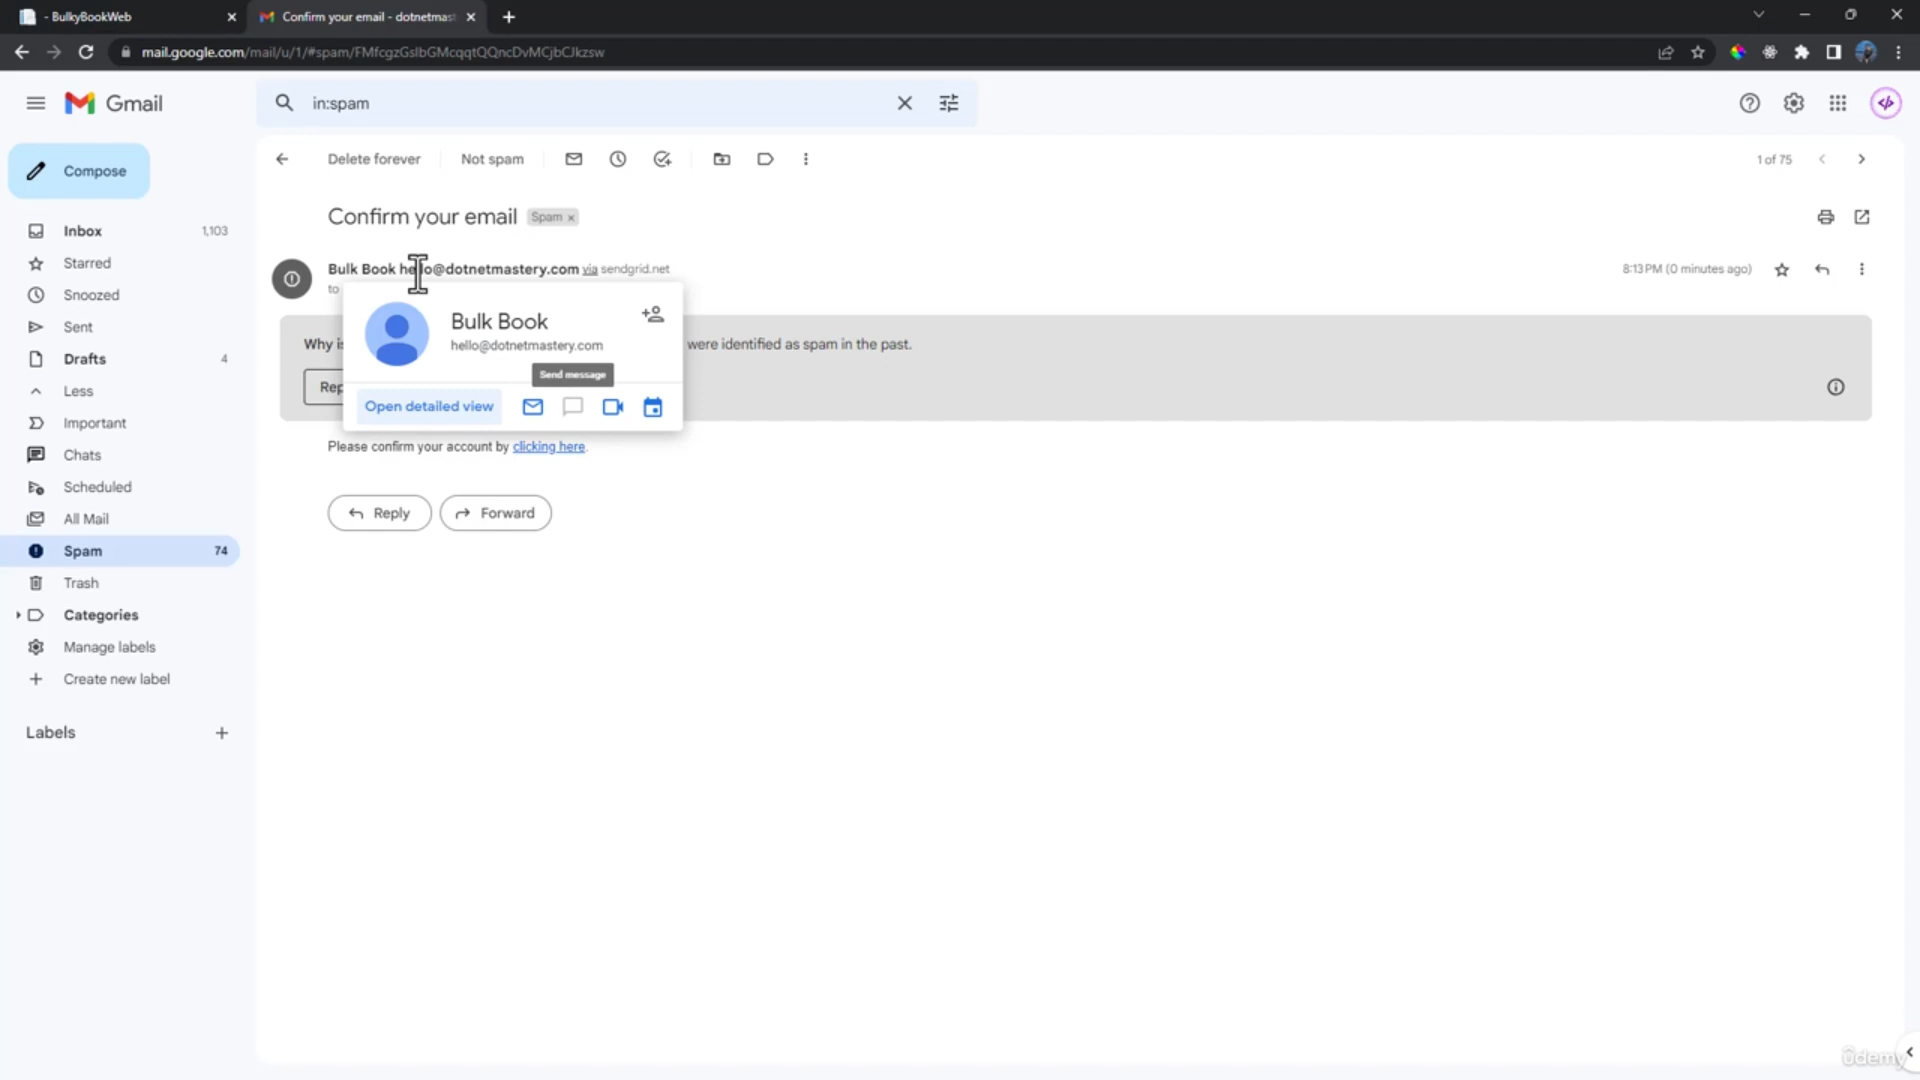 - BulkyBookWeb
Confirm your email - dotnetmast
mail.google.com/mail/u/1/#spam/FMfcgzGslbGMcqqtQQncDvMCjbCJkzsw
Gmail
in:spam
Compose
Delete forever
Not spam
1 of 75
Confirm your email
Spam ×
Inbox 1,103
Starred
Snoozed
Sent
Drafts 4
Less
Important
Chats
Scheduled
All Mail
Spam 74
Trash
Categories
Manage labels
Create new label
Labels
Bulk Book hello@dotnetmastery.com via sendgrid.net
8:13 PM (0 minutes ago)
to
Bulk Book
hello@dotnetmastery.com
Send message
Open detailed view
Why is
were identified as spam in the past.
Rep
Please confirm your account by clicking here.
Reply
Forward
ûdemy